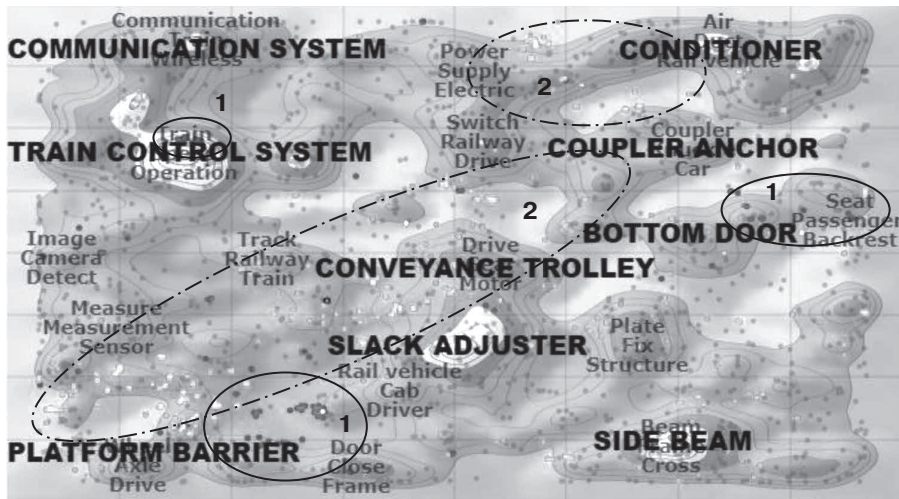 Communication
COMMUNICATION SYSTEM
Wireless
1
Train
TRAIN CONTROL SYSTEM
Operation
Power
Supply
Electric
2
Air
CONDITIONER
Rail vehicle
Switch
Railway
Drive
Coupler
COUPLER ANCHOR
Car
1
Seat
Passenger
Backrest
2
BOTTOM DOOR
Image
Camera
Detect
Track
Railway
Train
Drive
CONVEYANCE TROLLEY
Motor
Measure
Measurement
Sensor
SLACK ADJUSTER
Rail vehicle
Cab
Driver
Plate
Fix
Structure
1
PLATFORM BARRIER
Axle
Drive
Door
Close
Frame
Beam
SIDE BEAM
Cross